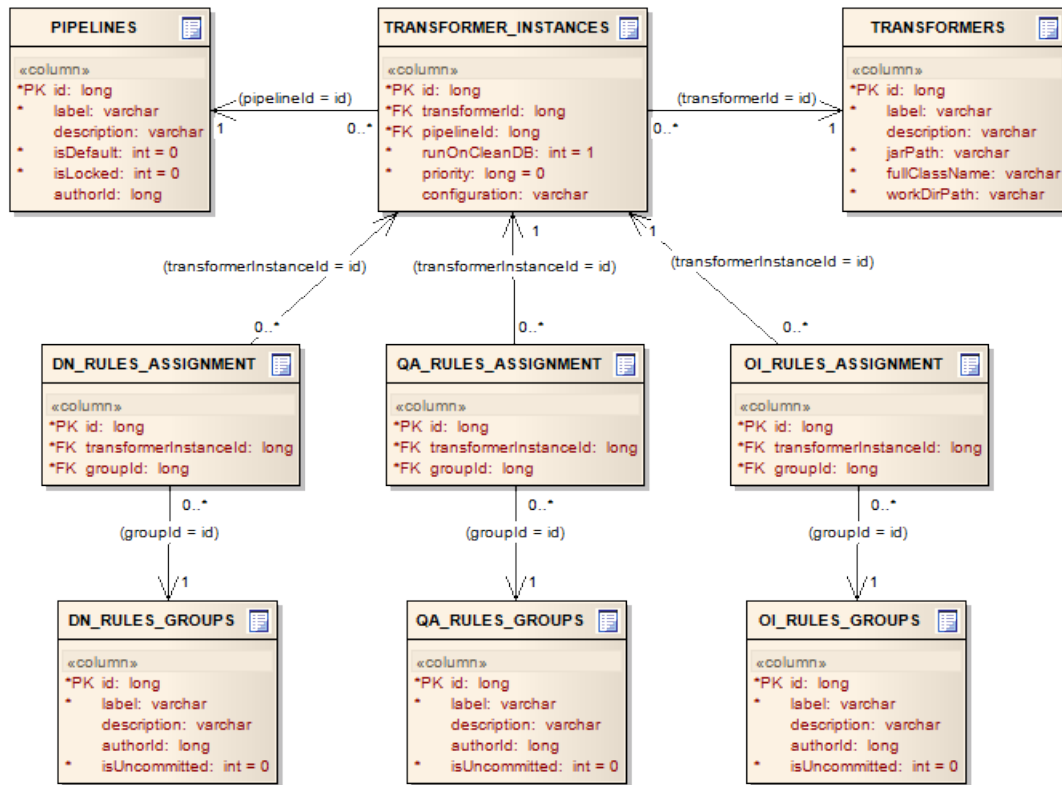 PIPELINES
«column»
*PK id: long
* label: varchar
description: varchar
* isDefault: int = 0
* isLocked: int = 0
authorId: long
(pipelineId = id)
1
0..*
TRANSFORMER_INSTANCES
«column»
*PK id: long
*FK transformerId: long
*FK pipelineId: long
* runOnCleanDB: int = 1
* priority: long = 0
configuration: varchar
(transformerId = id)
0..*
1
TRANSFORMERS
«column»
*PK id: long
* label: varchar
description: varchar
* jarPath: varchar
* fullClassName: varchar
* workDirPath: varchar
1
1
(transformerInstanceId = id)
(transformerInstanceId = id)
(transformerInstanceId = id)
0..*
0..*
0..*
DN_RULES_ASSIGNMENT
«column»
*PK id: long
*FK transformerInstanceId: long
*FK groupId: long
QA_RULES_ASSIGNMENT
«column»
*PK id: long
*FK transformerInstanceId: long
*FK groupId: long
OI_RULES_ASSIGNMENT
«column»
*PK id: long
*FK transformerInstanceId: long
*FK groupId: long
0..*
(groupId = id)
1
0..*
(groupId = id)
1
0..*
(groupId = id)
1
DN_RULES_GROUPS
«column»
*PK id: long
* label: varchar
description: varchar
authorId: long
* isUncommitted: int = 0
QA_RULES_GROUPS
«column»
*PK id: long
* label: varchar
description: varchar
authorId: long
* isUncommitted: int = 0
OI_RULES_GROUPS
«column»
*PK id: long
* label: varchar
description: varchar
authorId: long
* isUncommitted: int = 0